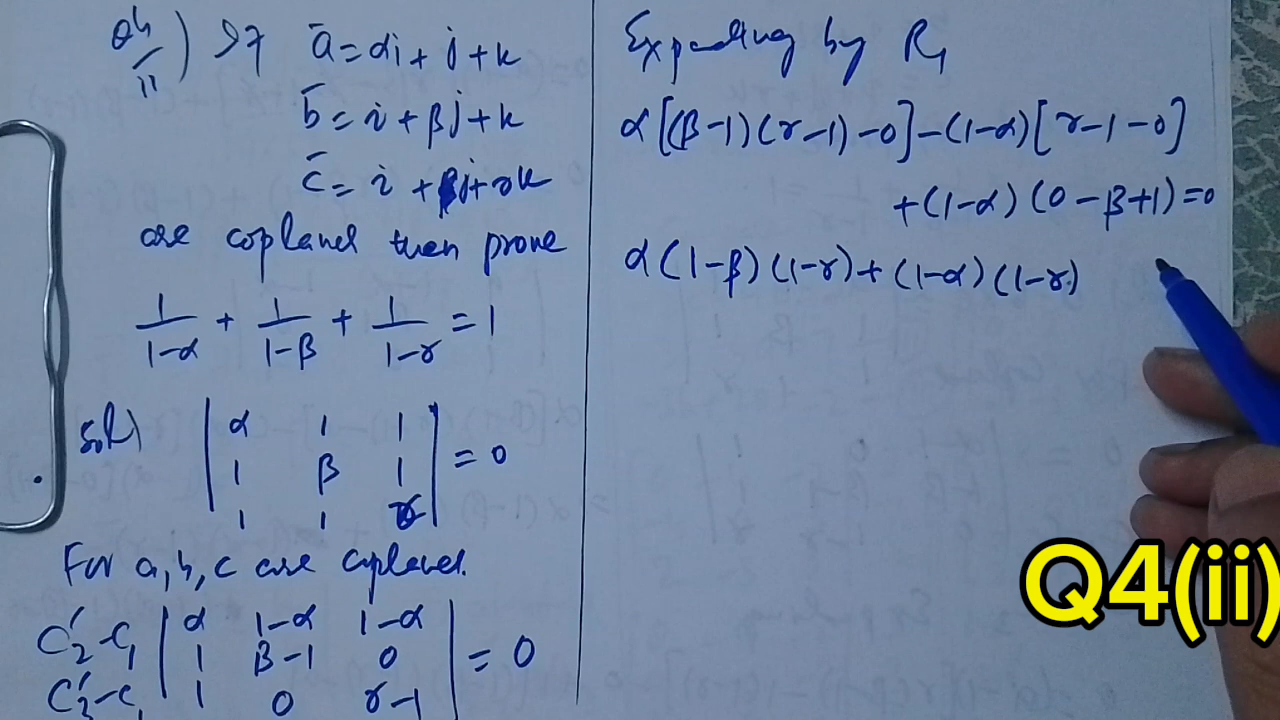 Q4/ii) If ā = αi + j + k
b̄ = i + βj + k
c̄ = i + j + γk
are coplanar then prove
1/(1-α) + 1/(1-β) + 1/(1-γ) = 1
Sol)
| α 1 1 |
| 1 β 1 | = 0
| 1 1 γ |
For a, b, c are coplanar.
C₂'-C₁ | α 1-α 1-α |
| 1 β-1 0 | = 0
C₃'-C₁ | 1 0 γ-1 |
Expanding by R₁
α[(β-1)(γ-1)-0]-(1-α)[γ-1-0]
+(1-α)(0-β+1)=0
α(1-β)(1-γ)+(1-α)(1-γ)
Q4(ii)